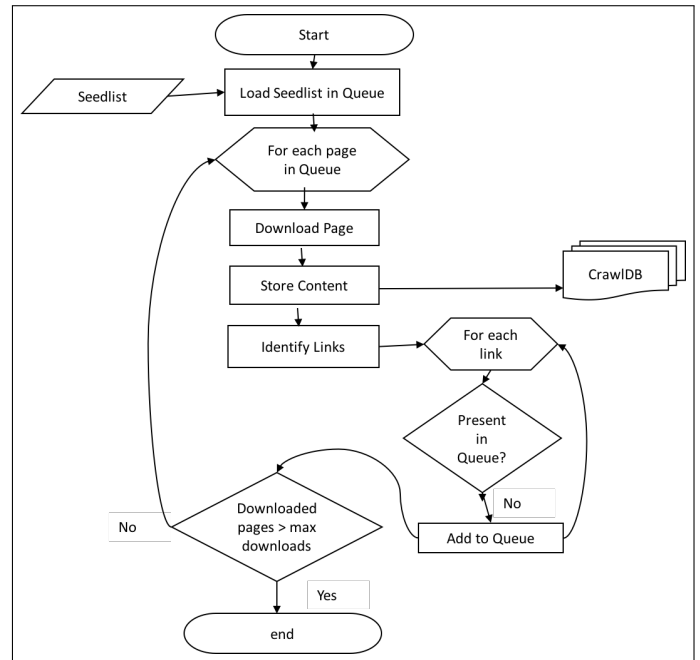 Start
Seedlist
Load Seedlist in Queue
For each page
in Queue
Download Page
Store Content
CrawlDB
Identify Links
For each
link
Present
in
Queue?
No
Add to Queue
Downloaded
pages > max
downloads
No
Yes
end